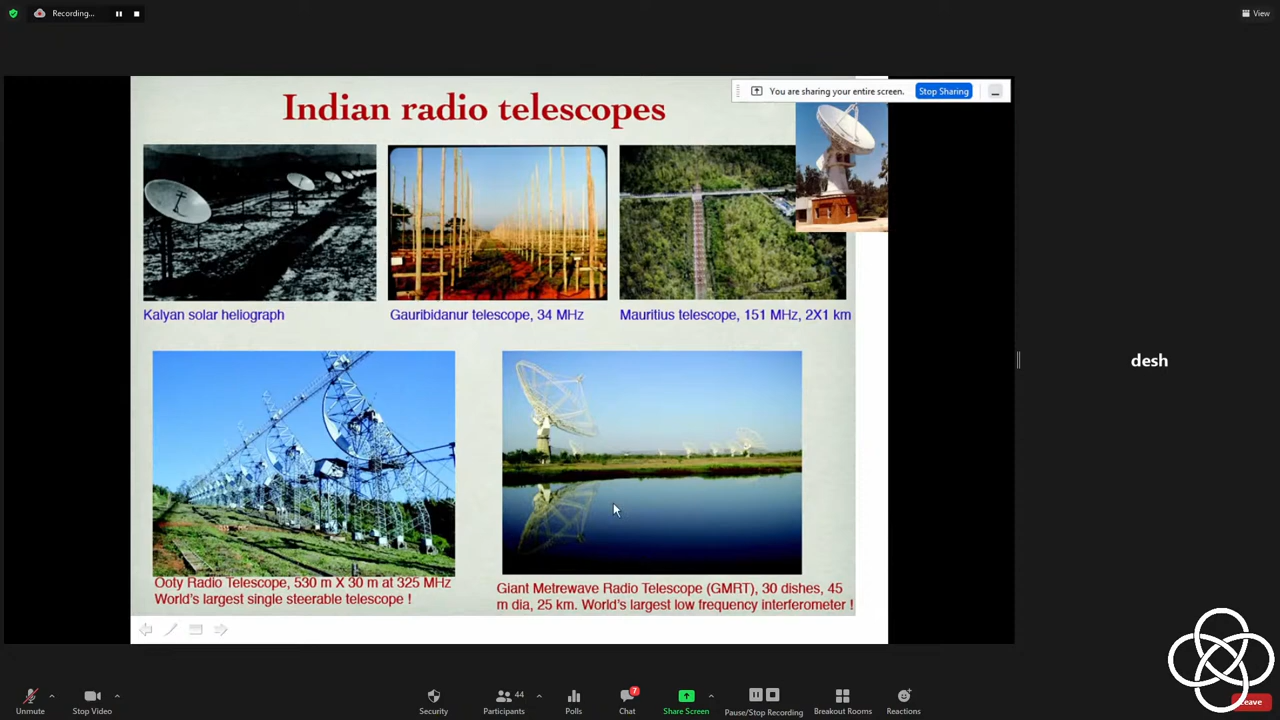 Recording...
View
You are sharing your entire screen.
Stop Sharing
Indian radio telescopes
Kalyan solar heliograph
Gauribidanur telescope, 34 MHz
Mauritius telescope, 151 MHz, 2X1 km
desh
Ooty Radio Telescope, 530 m X 30 m at 325 MHz
World's largest single steerable telescope !
Giant Metrewave Radio Telescope (GMRT), 30 dishes, 45
m dia, 25 km. World's largest low frequency interferometer !
Unmute
Stop Video
Security
44
Participants
Polls
7
Chat
Share Screen
Pause/Stop Recording
Breakout Rooms
Reactions
Leave